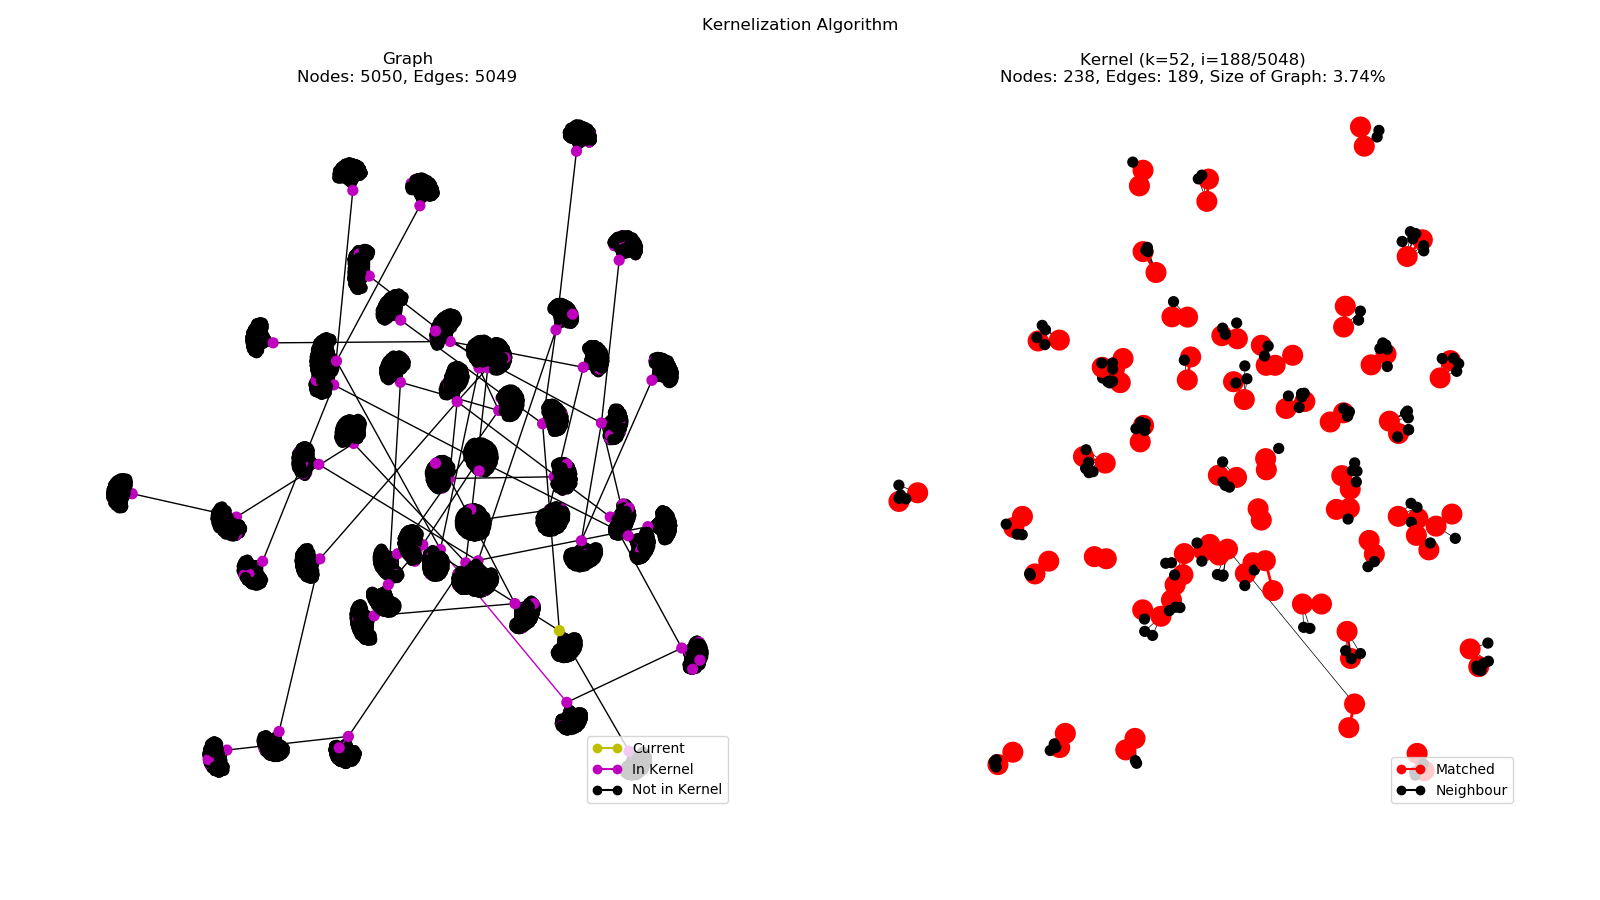 Kernelization Algorithm
Graph
Nodes: 5050, Edges: 5049
Kernel (k=52, i=188/5048)
Nodes: 238, Edges: 189, Size of Graph: 3.74%
Current
In Kernel
Not in Kernel
Matched
Neighbour